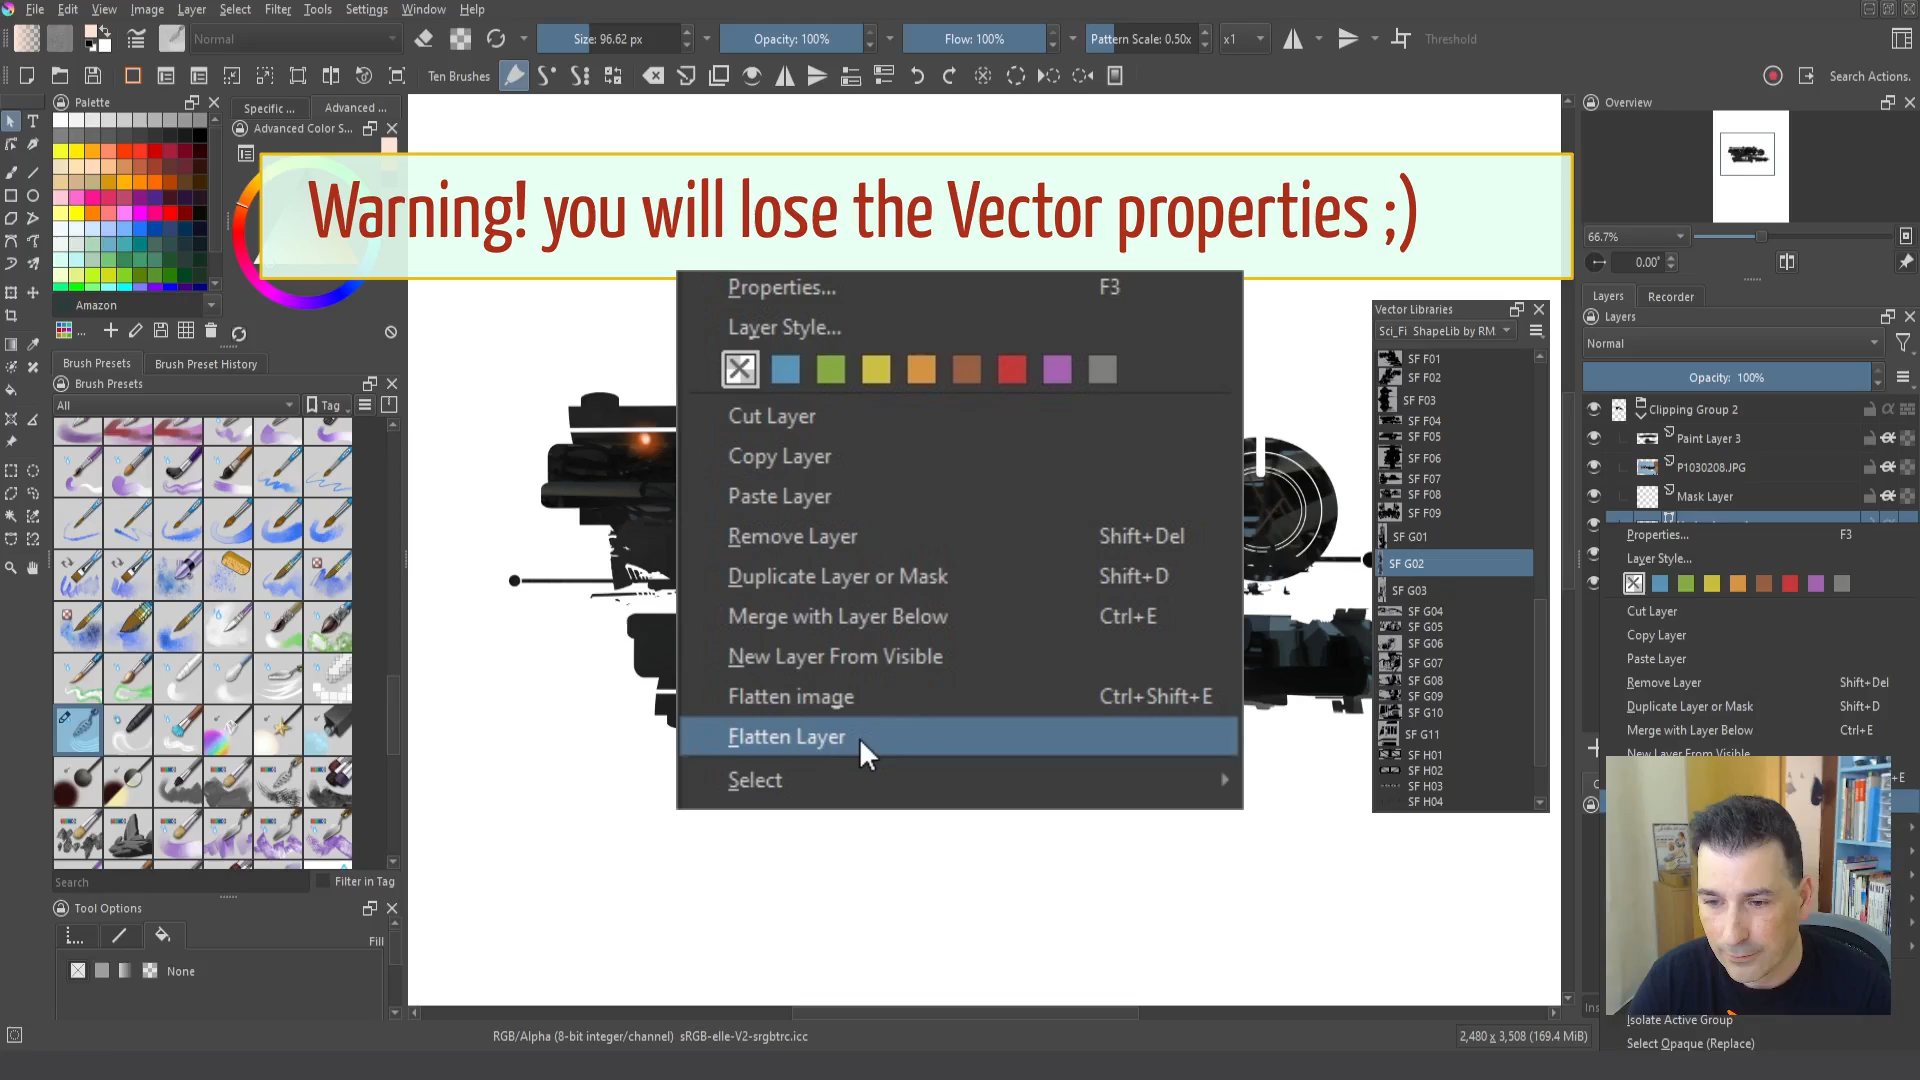 File Edit View Image Layer Select Filter Tools Settings Window Help
Normal
Size: 96.62 px
Opacity: 100%
Flow: 100%
Pattern Scale: 0.50x
x1
Threshold
Ten Brushes
Search Actions.
Palette
Specific ...
Advanced ...
Advanced Color S...
Overview
Warning! you will lose the Vector properties ;)
66.7%
0.00°
Amazon
...
Layers
Recorder
Layers
Normal
Opacity: 100%
Clipping Group 2
Paint Layer 3
P1030208.JPG
Mask Layer
Brush Presets
Brush Preset History
Brush Presets
All
Tag
Search
Filter in Tag
Tool Options
Fill
None
Properties... F3
Layer Style...
Cut Layer
Copy Layer
Paste Layer
Remove Layer Shift+Del
Duplicate Layer or Mask Shift+D
Merge with Layer Below Ctrl+E
New Layer From Visible
Flatten image Ctrl+Shift+E
Flatten Layer
Select
Vector Libraries
Sci_Fi ShapeLib by RM
SF F01
SF F02
SF F03
SF F04
SF F05
SF F06
SF F07
SF F08
SF F09
SF G01
SF G02
SF G03
SF G04
SF G05
SF G06
SF G07
SF G08
SF G09
SF G10
SF G11
SF H01
SF H02
SF H03
SF H04
Properties... F3
Layer Style...
Cut Layer
Copy Layer
Paste Layer
Remove Layer Shift+Del
Duplicate Layer or Mask Shift+D
Merge with Layer Below Ctrl+E
New Layer From Visible
+E
Isolate Active Group
Select Opaque (Replace)
RGB/Alpha (8-bit integer/channel) sRGB-elle-V2-srgbtrc.icc
2,480 x 3,508 (169.4 MiB)